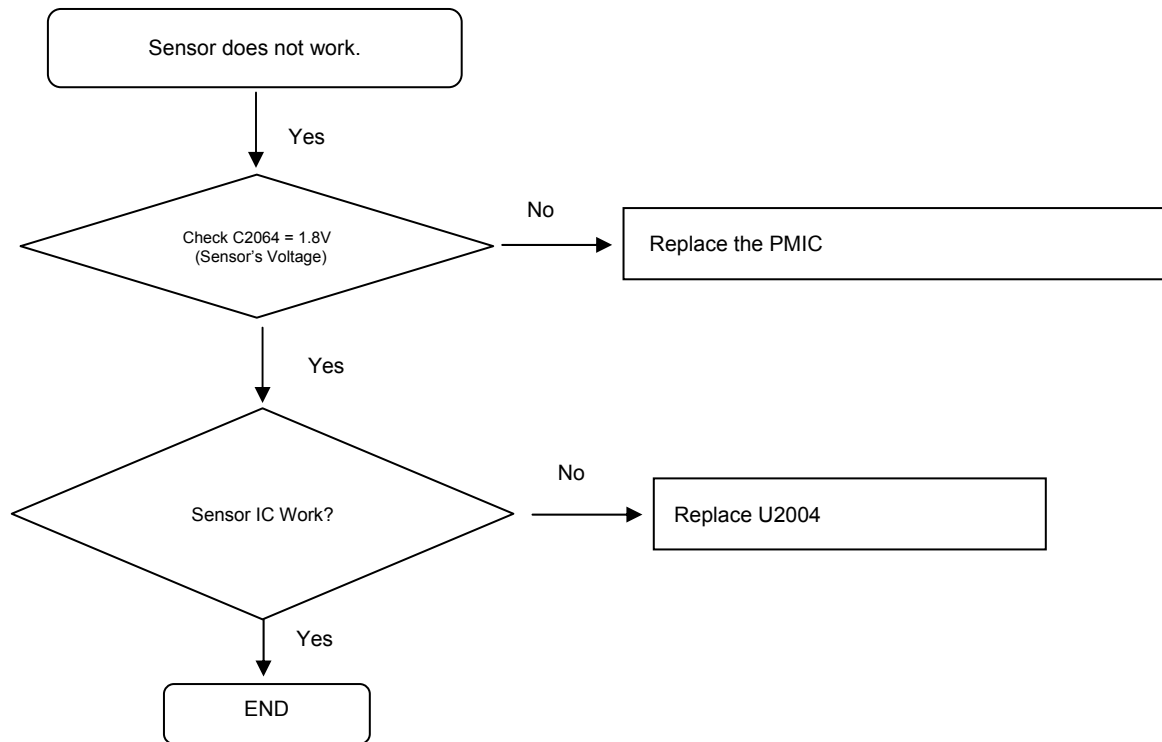 Sensor does not work.
Yes
Check C2064 = 1.8V
(Sensor’s Voltage)
No
Replace the PMIC
Yes
Sensor IC Work?
No
Replace U2004
Yes
END